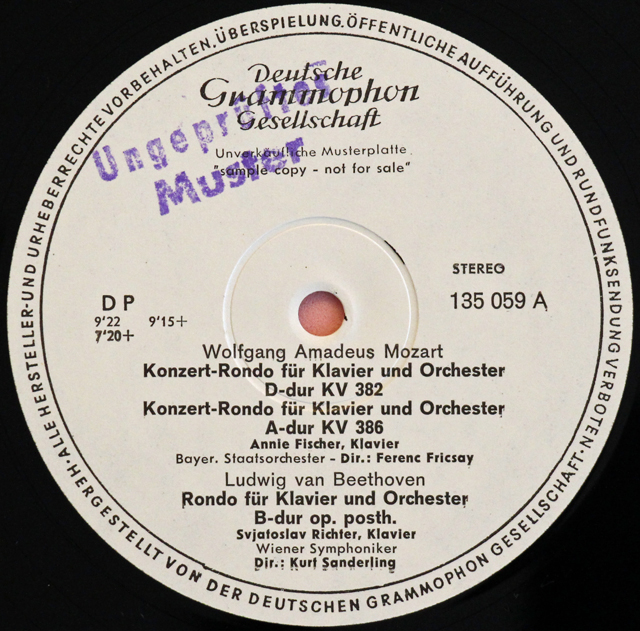 ALLE HERSTELLER- UND URHEBERRECHTE VORBEHALTEN. ÜBERSPIELUNG, ÖFFENTLICHE AUFFÜHRUNG UND RUNDFUNKSENDUNG VERBOTEN · HERGESTELLT VON DER DEUTSCHEN GRAMMOPHON GESELLSCHAFT ·
Deutsche
Grammophon
Gesellschaft
Ungeprüftes
Muster
Unverkäufliche Musterplatte
"sample copy - not for sale"
STEREO
135 059 A
D P
9'22 9'15+
7'20+
Wolfgang Amadeus Mozart
Konzert-Rondo für Klavier und Orchester
D-dur KV 382
Konzert-Rondo für Klavier und Orchester
A-dur KV 386
Annie Fischer, Klavier
Bayer. Staatsorchester - Dir.: Ferenc Fricsay
Ludwig van Beethoven
Rondo für Klavier und Orchester
B-dur op. posth.
Svjatoslav Richter, Klavier
Wiener Symphoniker
Dir.: Kurt Sanderling